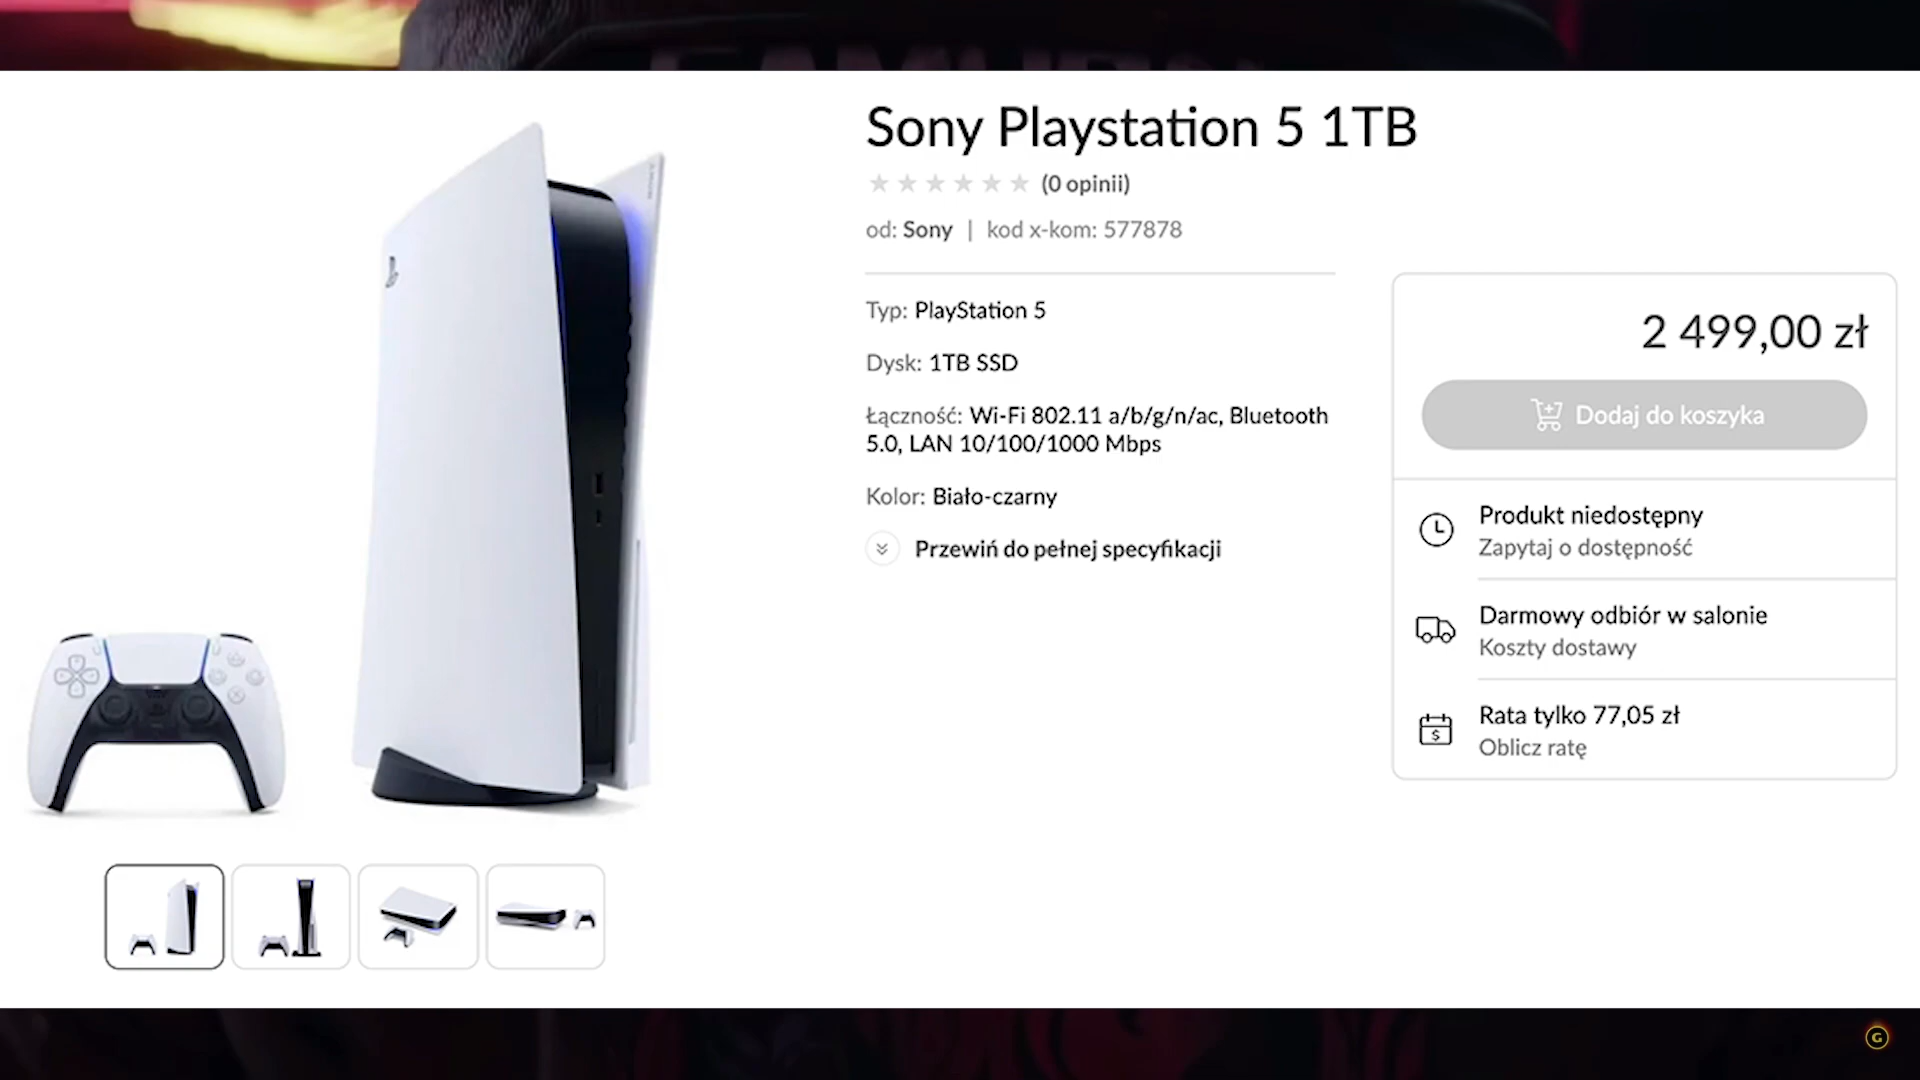 Sony Playstation 5 1TB
(0 opinii)
od: Sony | kod x-kom: 577878
Typ: PlayStation 5
Dysk: 1TB SSD
Łączność: Wi-Fi 802.11 a/b/g/n/ac, Bluetooth
5.0, LAN 10/100/1000 Mbps
Kolor: Biało-czarny
Przewiń do pełnej specyfikacji
2 499,00 zł
Dodaj do koszyka
Produkt niedostępny
Zapytaj o dostępność
Darmowy odbiór w salonie
Koszty dostawy
Rata tylko 77,05 zł
Oblicz ratę
G